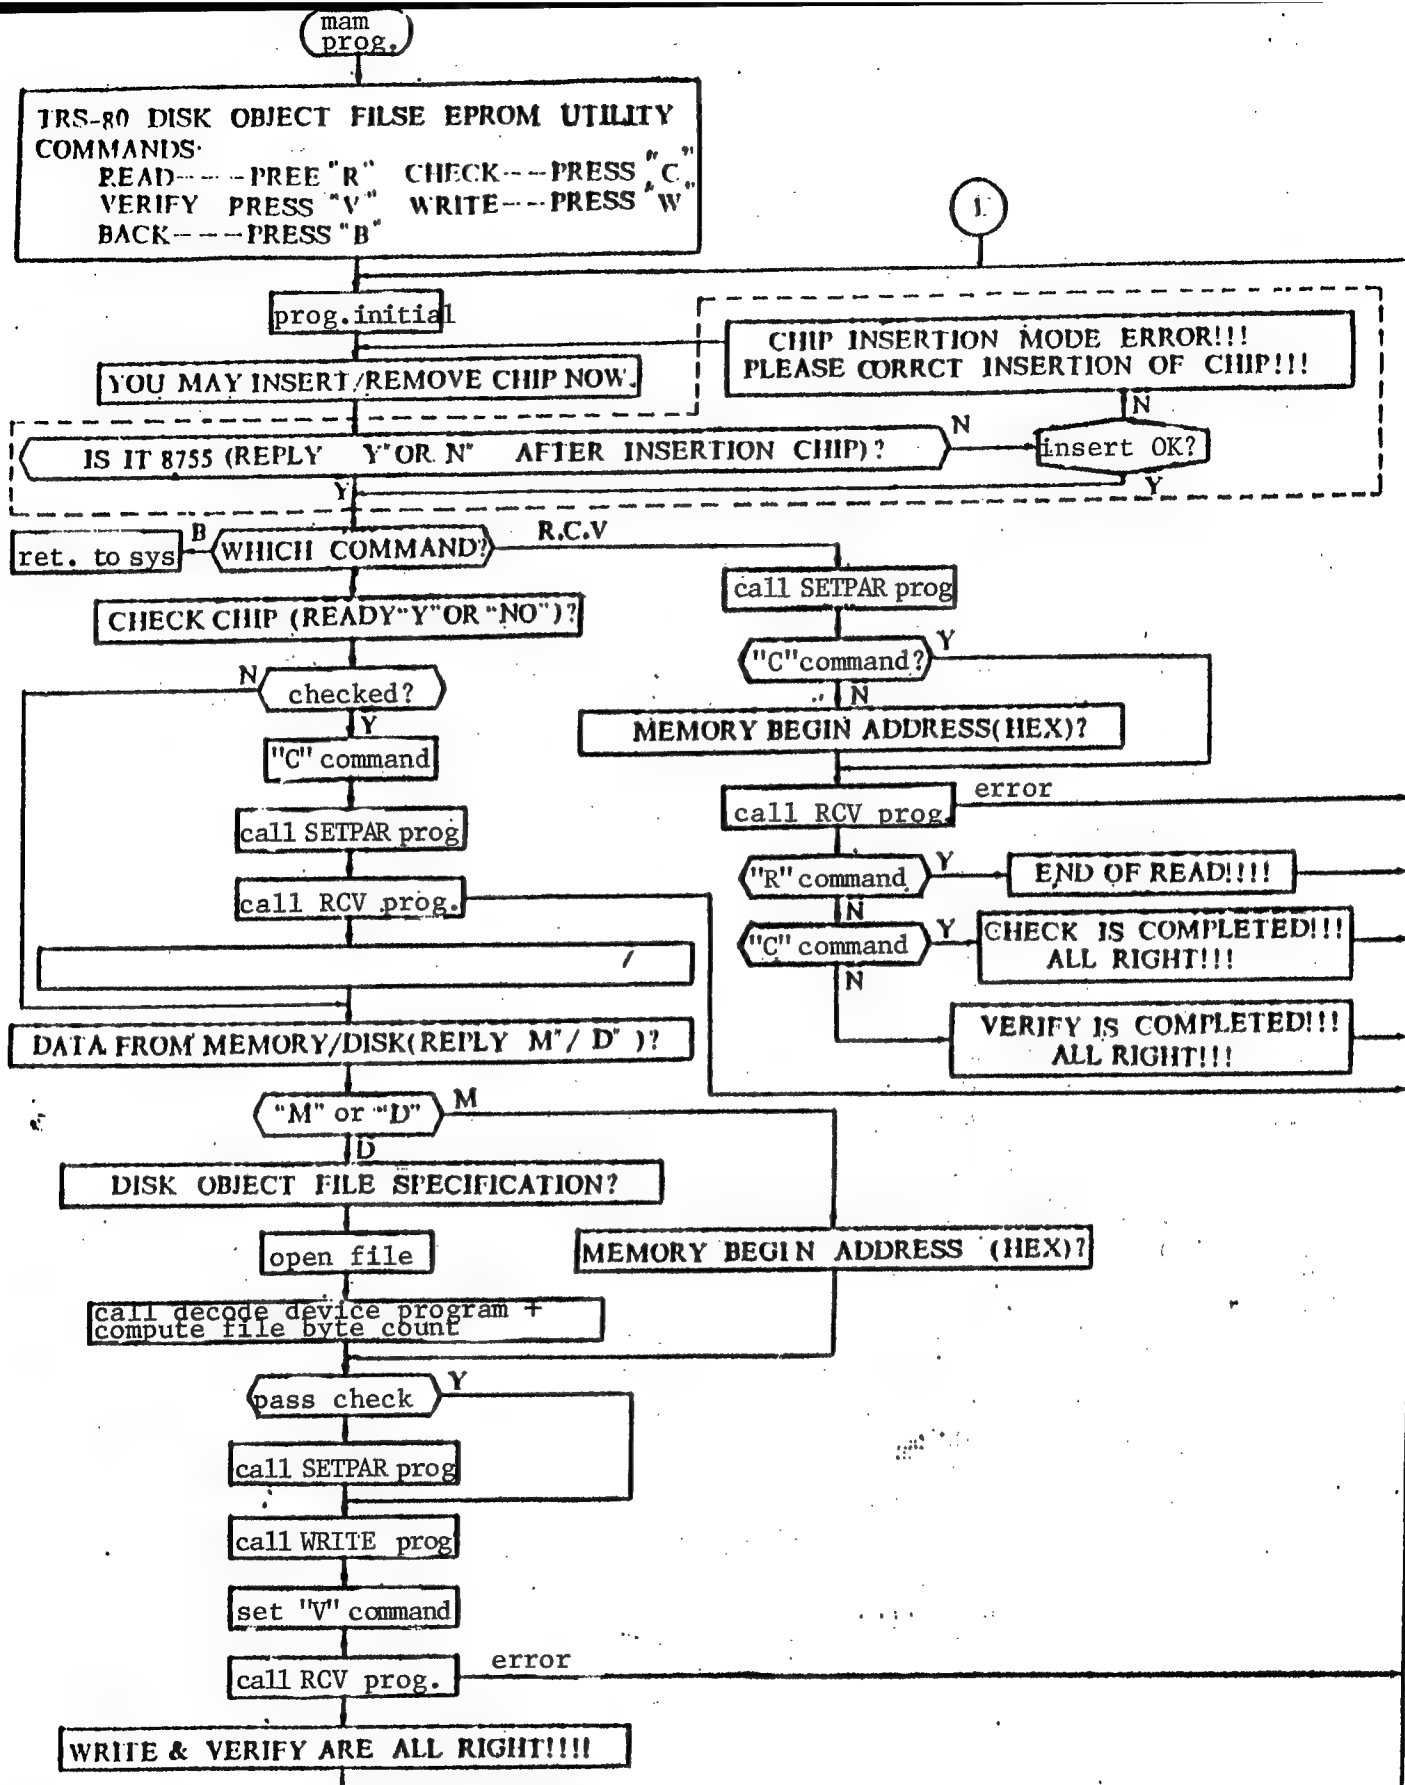 mam
prog.
TRS-80 DISK OBJECT FILSE EPROM UTILITY
COMMANDS:
READ-----PREE "R" CHECK---PRESS "C"
VERIFY PRESS "V" WRITE----PRESS "W"
BACK----PRESS "B"
1.
prog.initial
CHIP INSERTION MODE ERROR!!!
PLEASE CORRCT INSERTION OF CHIP!!!
YOU MAY INSERT/REMOVE CHIP NOW.
N
IS IT 8755 (REPLY Y"OR N" AFTER INSERTION CHIP)?
N
insert OK?
Y
Y
ret. to sys
B
WHICH COMMAND?
R.C.V
call SETPAR prog
CHECK CHIP (READY"Y"OR "NO")?
"C"command?
Y
N
N
checked?
Y
MEMORY BEGIN ADDRESS(HEX)?
"C" command
call RCV prog.
error
call SETPAR prog
"R" command
Y
END OF READ!!!!
N
call RCV prog.
"C" command
Y
CHECK IS COMPLETED!!!
ALL RIGHT!!!
N
VERIFY IS COMPLETED!!!
ALL RIGHT!!!
DATA FROM MEMORY/DISK(REPLY M"/ D" )?
"M" or "D"
M
D
DISK OBJECT FILE SPECIFICATION?
open file
MEMORY BEGIN ADDRESS (HEX)?
call decode device program +
compute file byte count
pass check
Y
call SETPAR prog
call WRITE prog
set "V" command
call RCV prog.
error
WRITE & VERIFY ARE ALL RIGHT!!!!